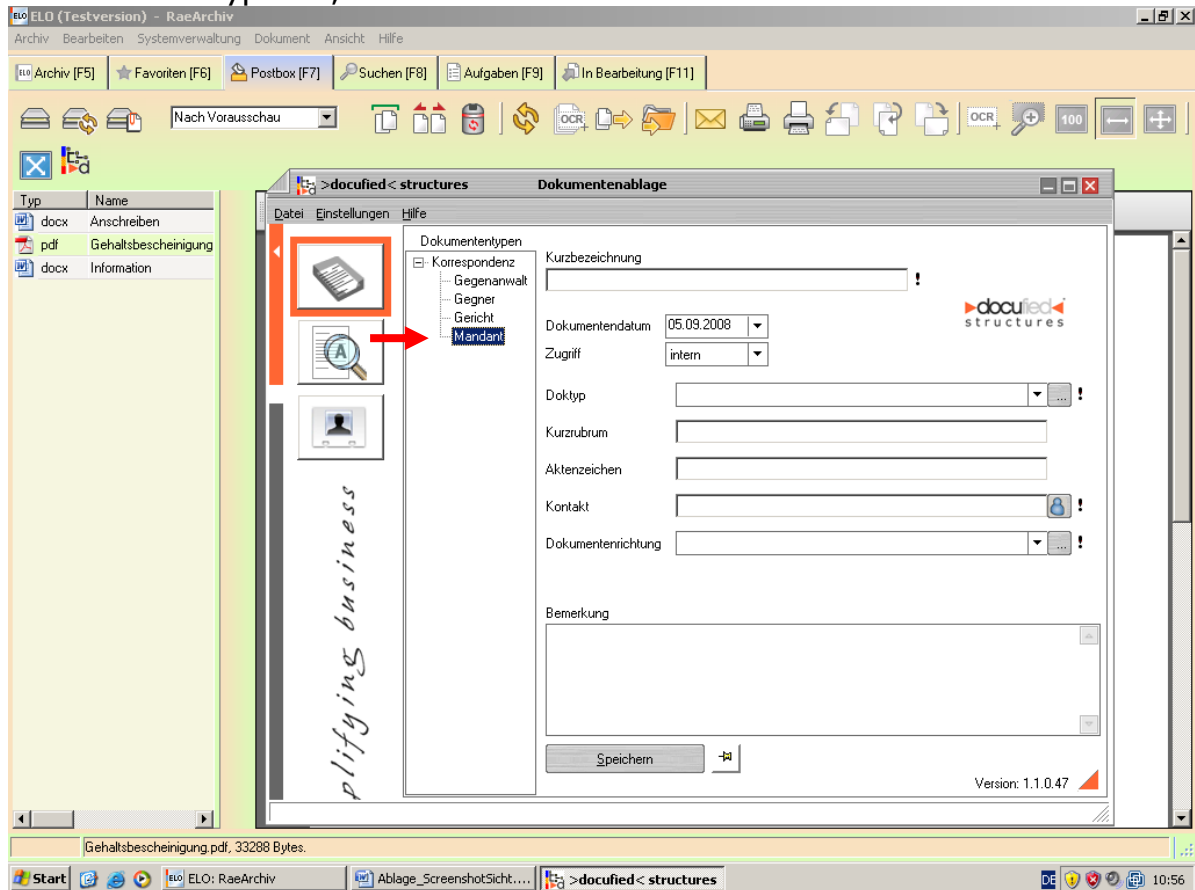 ELO (Testversion) - RaeArchiv
Archiv Bearbeiten Systemverwaltung Dokument Ansicht Hilfe
Archiv [F5] Favoriten [F6] Postbox [F7] Suchen [F8] Aufgaben [F9] In Bearbeitung [F11]
Nach Vorausschau OCR OCR 100
>docufied< structures Dokumentenablage
Typ Name
docx Anschreiben
pdf Gehaltsbescheinigung
docx Information
Datei Einstellungen Hilfe
Dokumententypen
Korrespondenz
Gegenanwalt
Gegner
Gericht
Mandant
Kurzbezeichnung
!
docufied
structures
Dokumentendatum 05.09.2008
Zugriff intern
Doktyp ... !
Kurzrubrum
Aktenzeichen
Kontakt !
Dokumentenrichtung ... !
Bemerkung
plifying business
Speichern
Version: 1.1.0.47
Gehaltsbescheinigung.pdf, 33288 Bytes.
Start ELO: RaeArchiv Ablage_ScreenshotSicht.... >docufied< structures DE 10:56